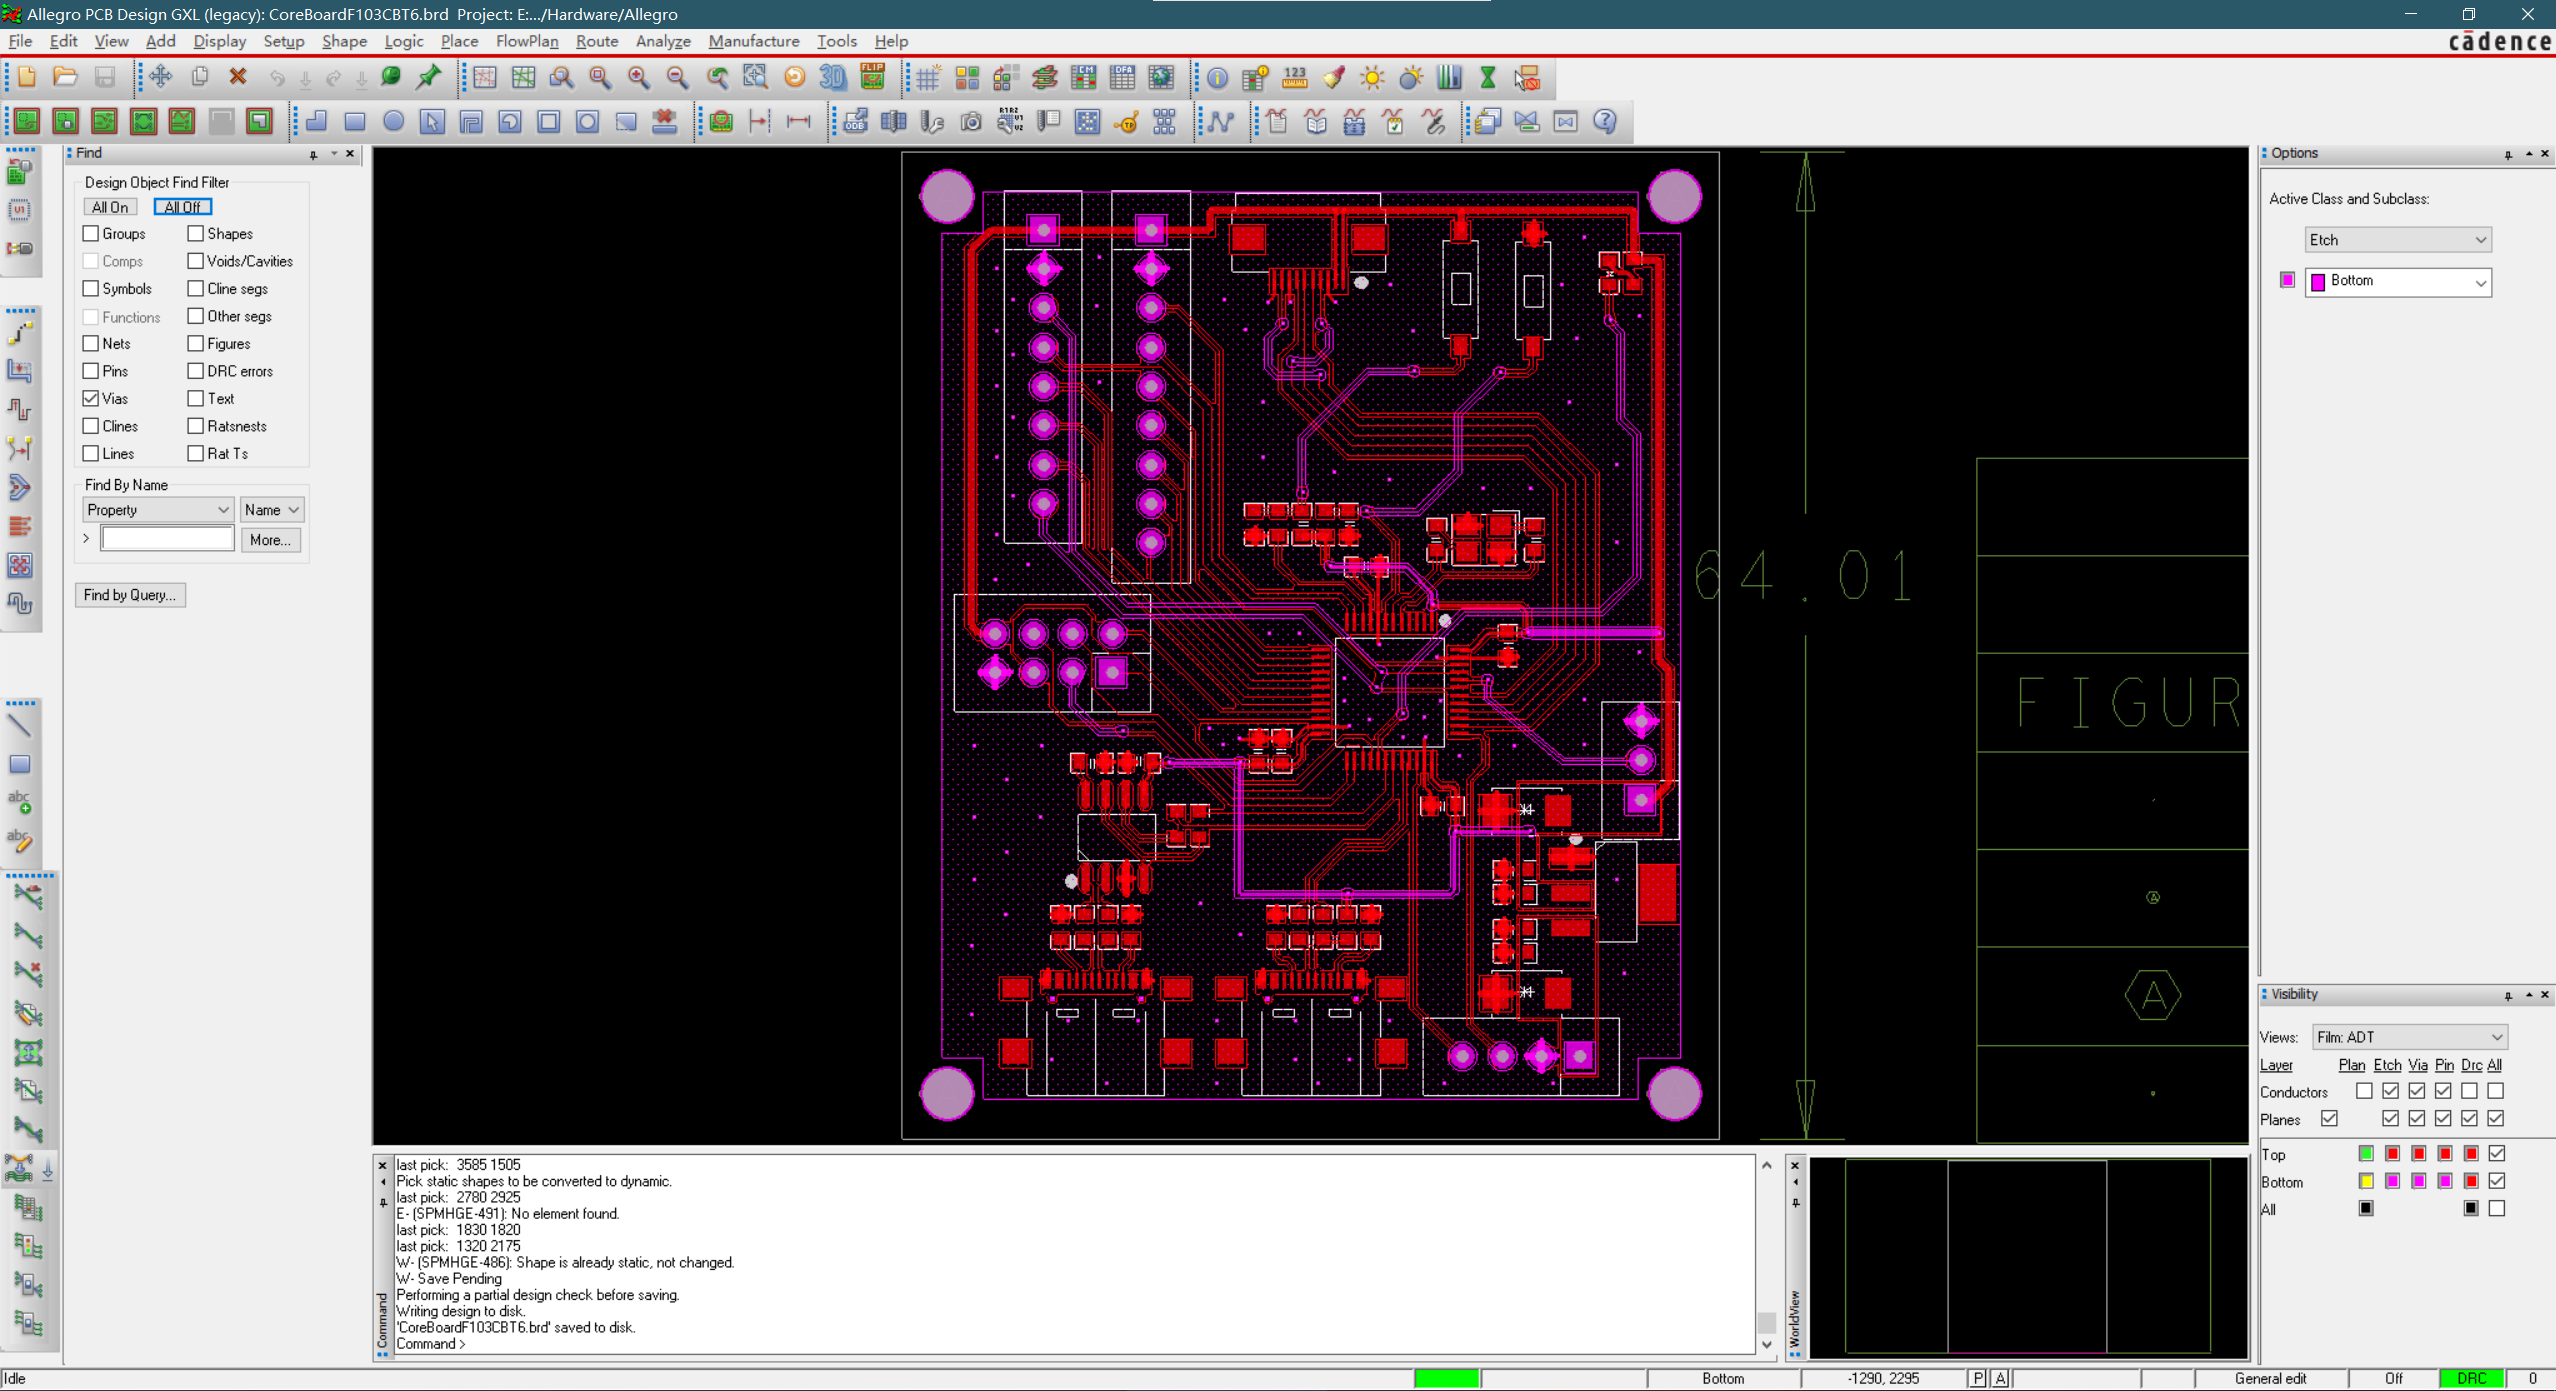 Allegro PCB Design GXL (legacy): CoreBoardF103CBT6.brd  Project: E:.../Hardware/Allegro
File Edit View Add Display Setup Shape Logic Place FlowPlan Route Analyze Manufacture Tools Help
cādence
Find
Design Object Find Filter
All On All Off
Groups Shapes
Comps Voids/Cavities
Symbols Cline segs
Functions Other segs
Nets Figures
Pins DRC errors
Vias Text
Clines Ratsnests
Lines Rat Ts
Find By Name
Property Name
> More...
Find by Query...
64.01
FIGUR
A
A
Options
Active Class and Subclass:
Etch
Bottom
Visibility
Views: Film: ADT
Layer Plan Etch Via Pin Drc All
Conductors
Planes
Top
Bottom
All
last pick:  3585 1505
Pick static shapes to be converted to dynamic.
last pick:  2780 2925
E- (SPMHGE-491): No element found.
last pick:  1830 1820
last pick:  1320 2175
W- (SPMHGE-486): Shape is already static, not changed.
W- Save Pending
Performing a partial design check before saving.
Writing design to disk.
'CoreBoardF103CBT6.brd' saved to disk.
Command >
Command
WorldView
Idle Bottom -1290, 2295 P A General edit Off DRC 0